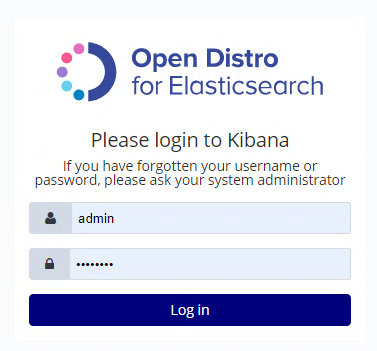 Open Distro
for Elasticsearch
Please login to Kibana
If you have forgotten your username or
password, please ask your system administrator
admin
••••••••
Log in